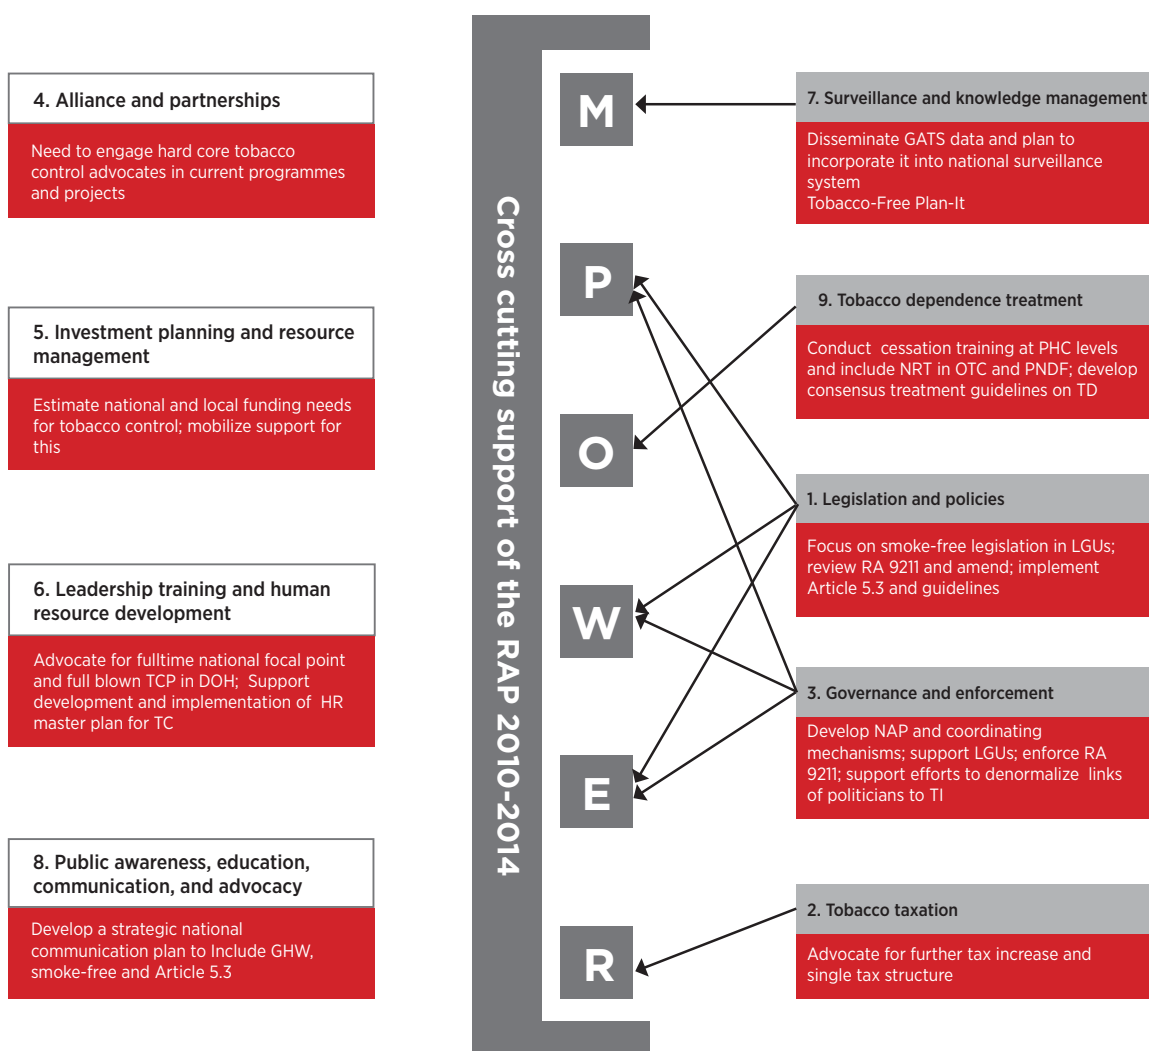 4. Alliance and partnerships
Need to engage hard core tobacco
control advocates in current programmes
and projects
5. Investment planning and resource
management
Estimate national and local funding needs
for tobacco control; mobilize support for
this
6. Leadership training and human
resource development
Advocate for fulltime national focal point
and full blown TCP in DOH;  Support
development and implementation of  HR
master plan for TC
8. Public awareness, education,
communication, and advocacy
Develop a strategic national
communication plan to Include GHW,
smoke-free and Article 5.3
Cross cutting support of the RAP 2010-2014
M
P
O
W
E
R
7. Surveillance and knowledge management
Disseminate GATS data and plan to
incorporate it into national surveillance
system
Tobacco-Free Plan-It
9. Tobacco dependence treatment
Conduct  cessation training at PHC levels
and include NRT in OTC and PNDF; develop
consensus treatment guidelines on TD
1. Legislation and policies
Focus on smoke-free legislation in LGUs;
review RA 9211 and amend; implement
Article 5.3 and guidelines
3. Governance and enforcement
Develop NAP and coordinating
mechanisms; support LGUs; enforce RA
9211; support efforts to denormalize  links
of politicians to TI
2. Tobacco taxation
Advocate for further tax increase and
single tax structure